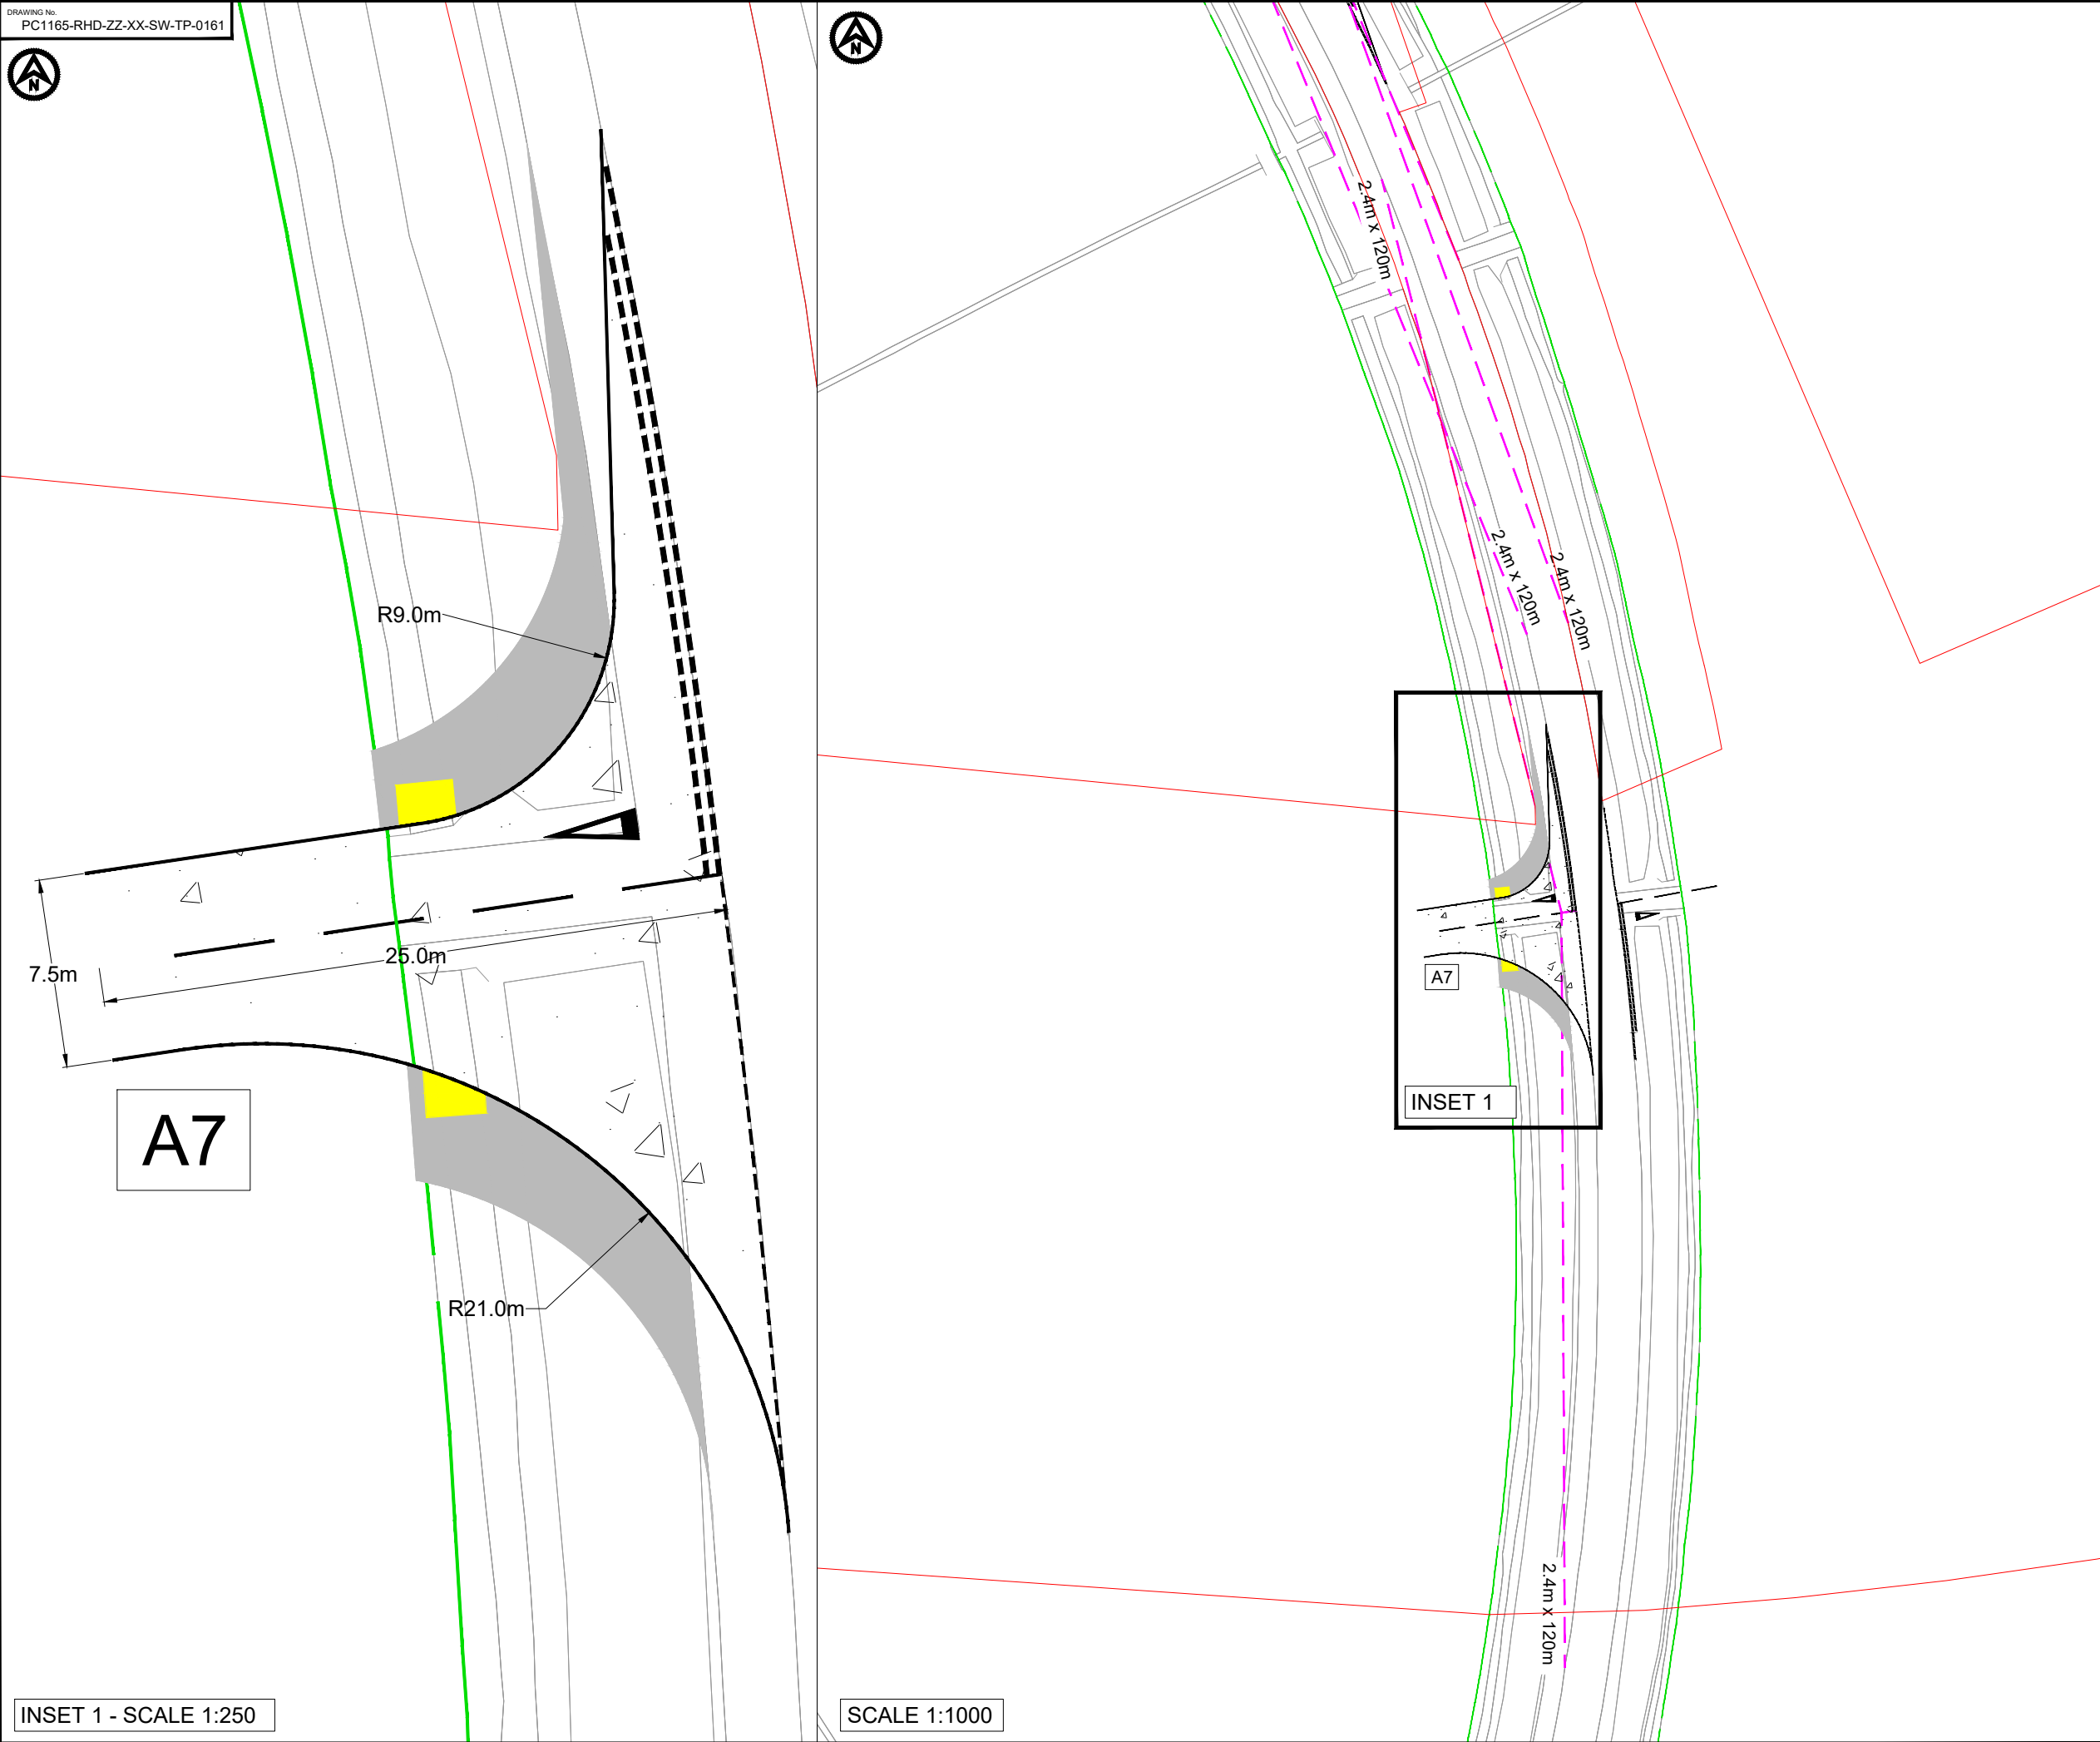 DRAWING No.
PC1165-RHD-ZZ-XX-SW-TP-0161
N
R9.0m
25.0m
7.5m
A7
R21.0m
INSET 1 - SCALE 1:250
N
2.4m x 120m
2.4m x 120m
2.4m x 120m
A7
INSET 1
2.4m x 120m
SCALE 1:1000